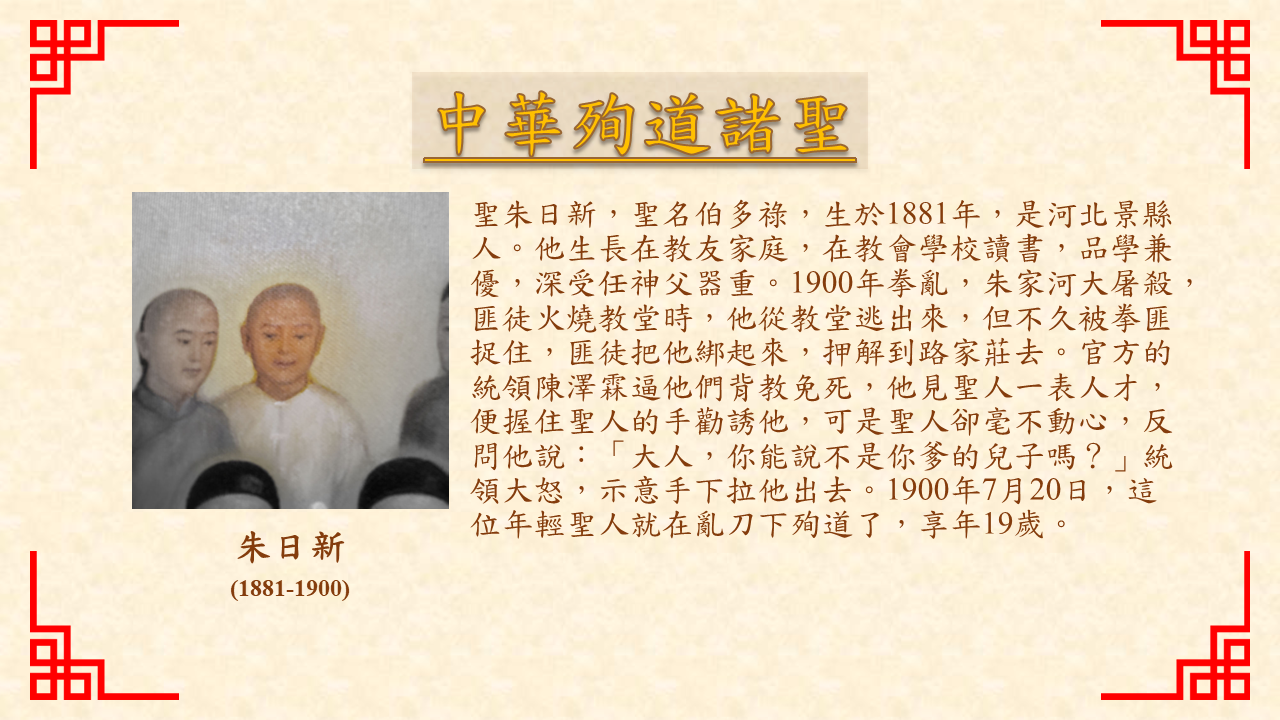 中華殉道諸聖
聖朱日新，聖名伯多祿，生於1881年，是河北景縣
人。他生長在教友家庭，在教會學校讀書，品學兼
優，深受任神父器重。1900年拳亂，朱家河大屠殺，
匪徒火燒教堂時，他從教堂逃出來，但不久被拳匪
捉住，匪徒把他綁起來，押解到路家莊去。官方的
統領陳澤霖逼他們背教免死，他見聖人一表人才，
便握住聖人的手勸誘他，可是聖人卻毫不動心，反
問他說：「大人，你能說不是你爹的兒子嗎？」統
領大怒，示意手下拉他出去。1900年7月20日，這
位年輕聖人就在亂刀下殉道了，享年19歲。
朱日新
(1881-1900)